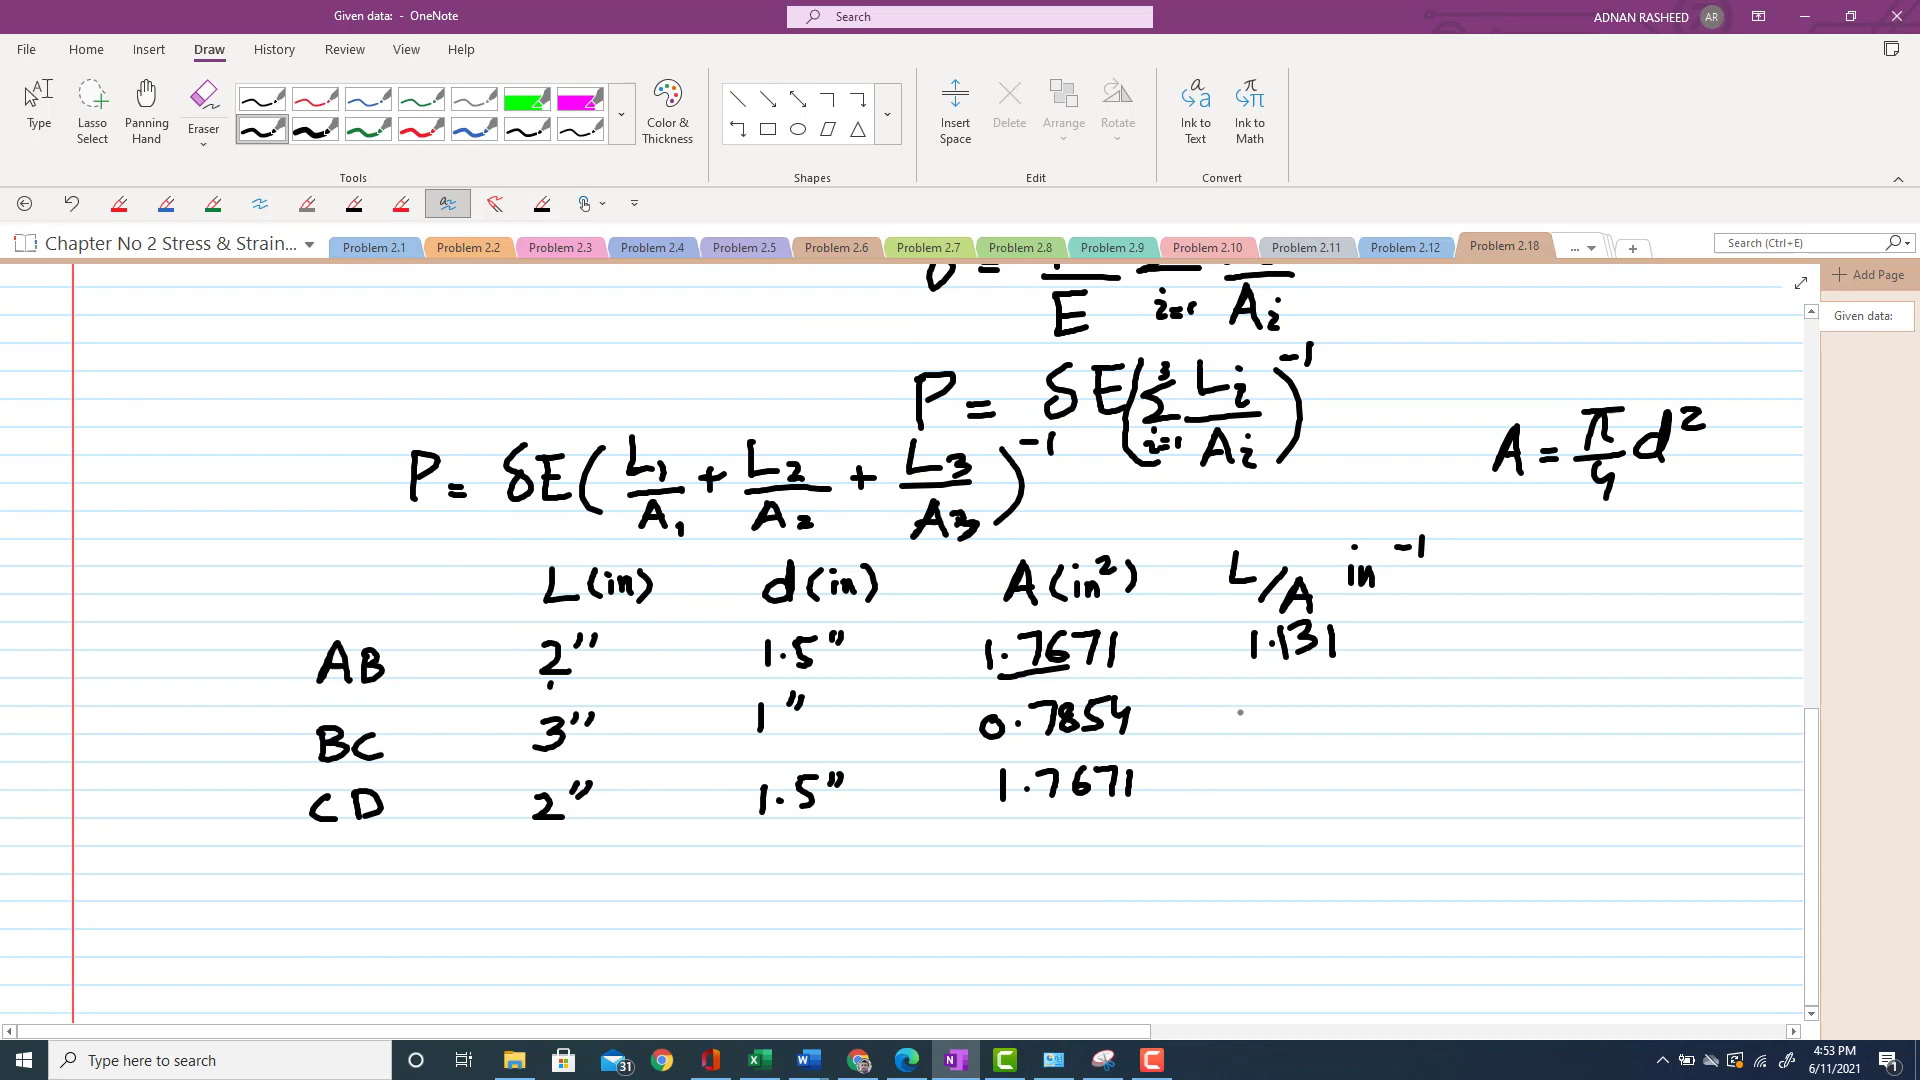 Given data: - OneNote
Search
ADNAN RASHEED AR
File Home Insert Draw History Review View Help
Type
Lasso Select
Panning Hand
Eraser
Color & Thickness
Insert Space
Delete
Arrange
Rotate
Ink to Text
Ink to Math
Tools Shapes Edit Convert
Chapter No 2 Stress & Strain... Problem 2.1 Problem 2.2 Problem 2.3 Problem 2.4 Problem 2.5 Problem 2.6 Problem 2.7 Problem 2.8 Problem 2.9 Problem 2.10 Problem 2.11 Problem 2.12 Problem 2.18 ... Search (Ctrl+E)
Add Page
Given data:
E i=1 Ai
P = δE(3Σi=1 Li/Ai)^-1
A = π/4 d²
P = δE(L1/A1 + L2/A2 + L3/A3)^-1
L (in) d (in) A (in²) L/A in^-1
AB 2" 1.5" 1.7671 1.131
BC 3" 1" 0.7854
CD 2" 1.5" 1.7671
Type here to search
31
4:53 PM
6/11/2021
1